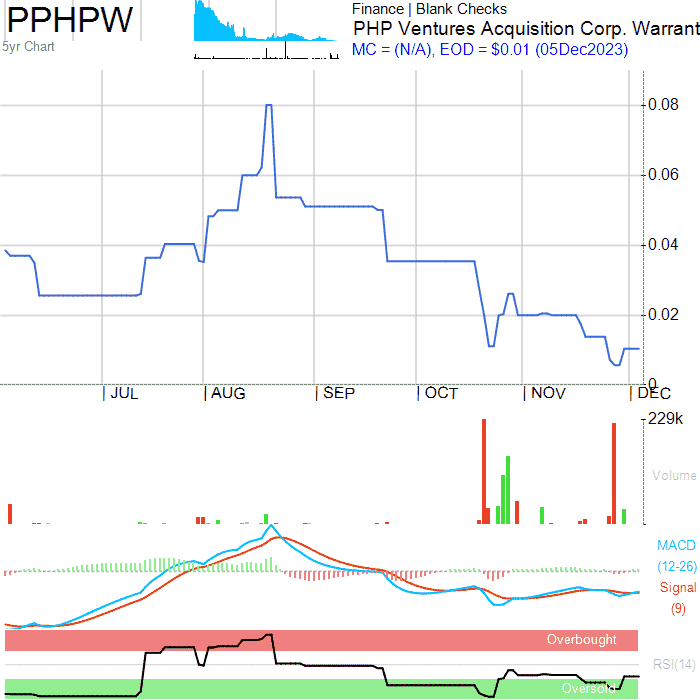 PPHPW
5yr Chart
Finance | Blank Checks
PHP Ventures Acquisition Corp. Warrant
MC = (N/A), EOD = $0.01 (05Dec2023)
0.08
0.06
0.04
0.02
0
| JUL | AUG | SEP | OCT | NOV | DEC
229k
Volume
MACD
(12-26)
Signal
(9)
Overbought
RSI(14)
Oversold